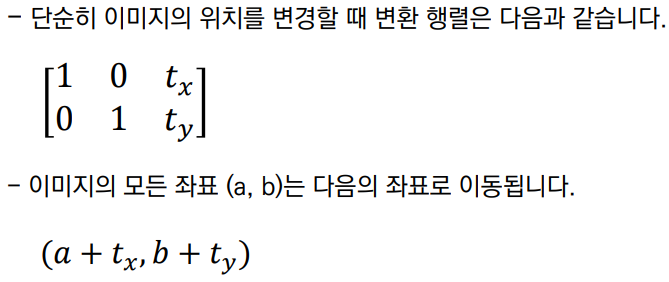 – 단순히 이미지의 위치를 변경할 때 변환 행렬은 다음과 같습니다.
[1 0 tₓ
0 1 t_y]
– 이미지의 모든 좌표 (a, b)는 다음의 좌표로 이동됩니다.
(a + tₓ, b + t_y)